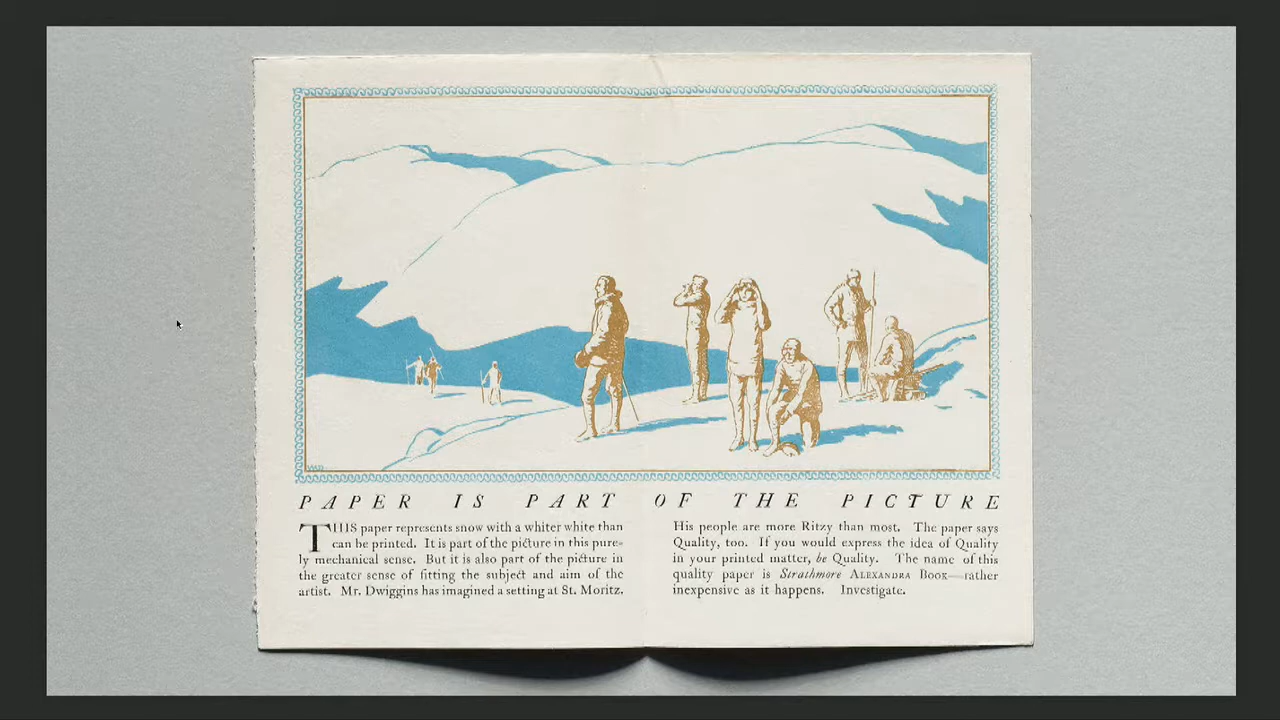 PAPER IS PART OF THE PICTURE
THIS paper represents snow with a whiter white than
can be printed. It is part of the picture in this pure-
ly mechanical sense. But it is also part of the picture in
the greater sense of fitting the subject and aim of the
artist. Mr. Dwiggins has imagined a setting at St. Moritz.
His people are more Ritzy than most. The paper says
Quality, too. If you would express the idea of Quality
in your printed matter, be Quality. The name of this
quality paper is Strathmore ALEXANDRA BOOK—rather
inexpensive as it happens. Investigate.